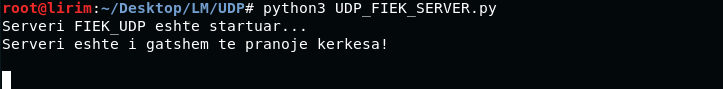 root@lirim:~/Desktop/LM/UDP# python3 UDP_FIEK_SERVER.py
Serveri FIEK_UDP eshte startuar...
Serveri eshte i gatshem te pranoje kerkesa!